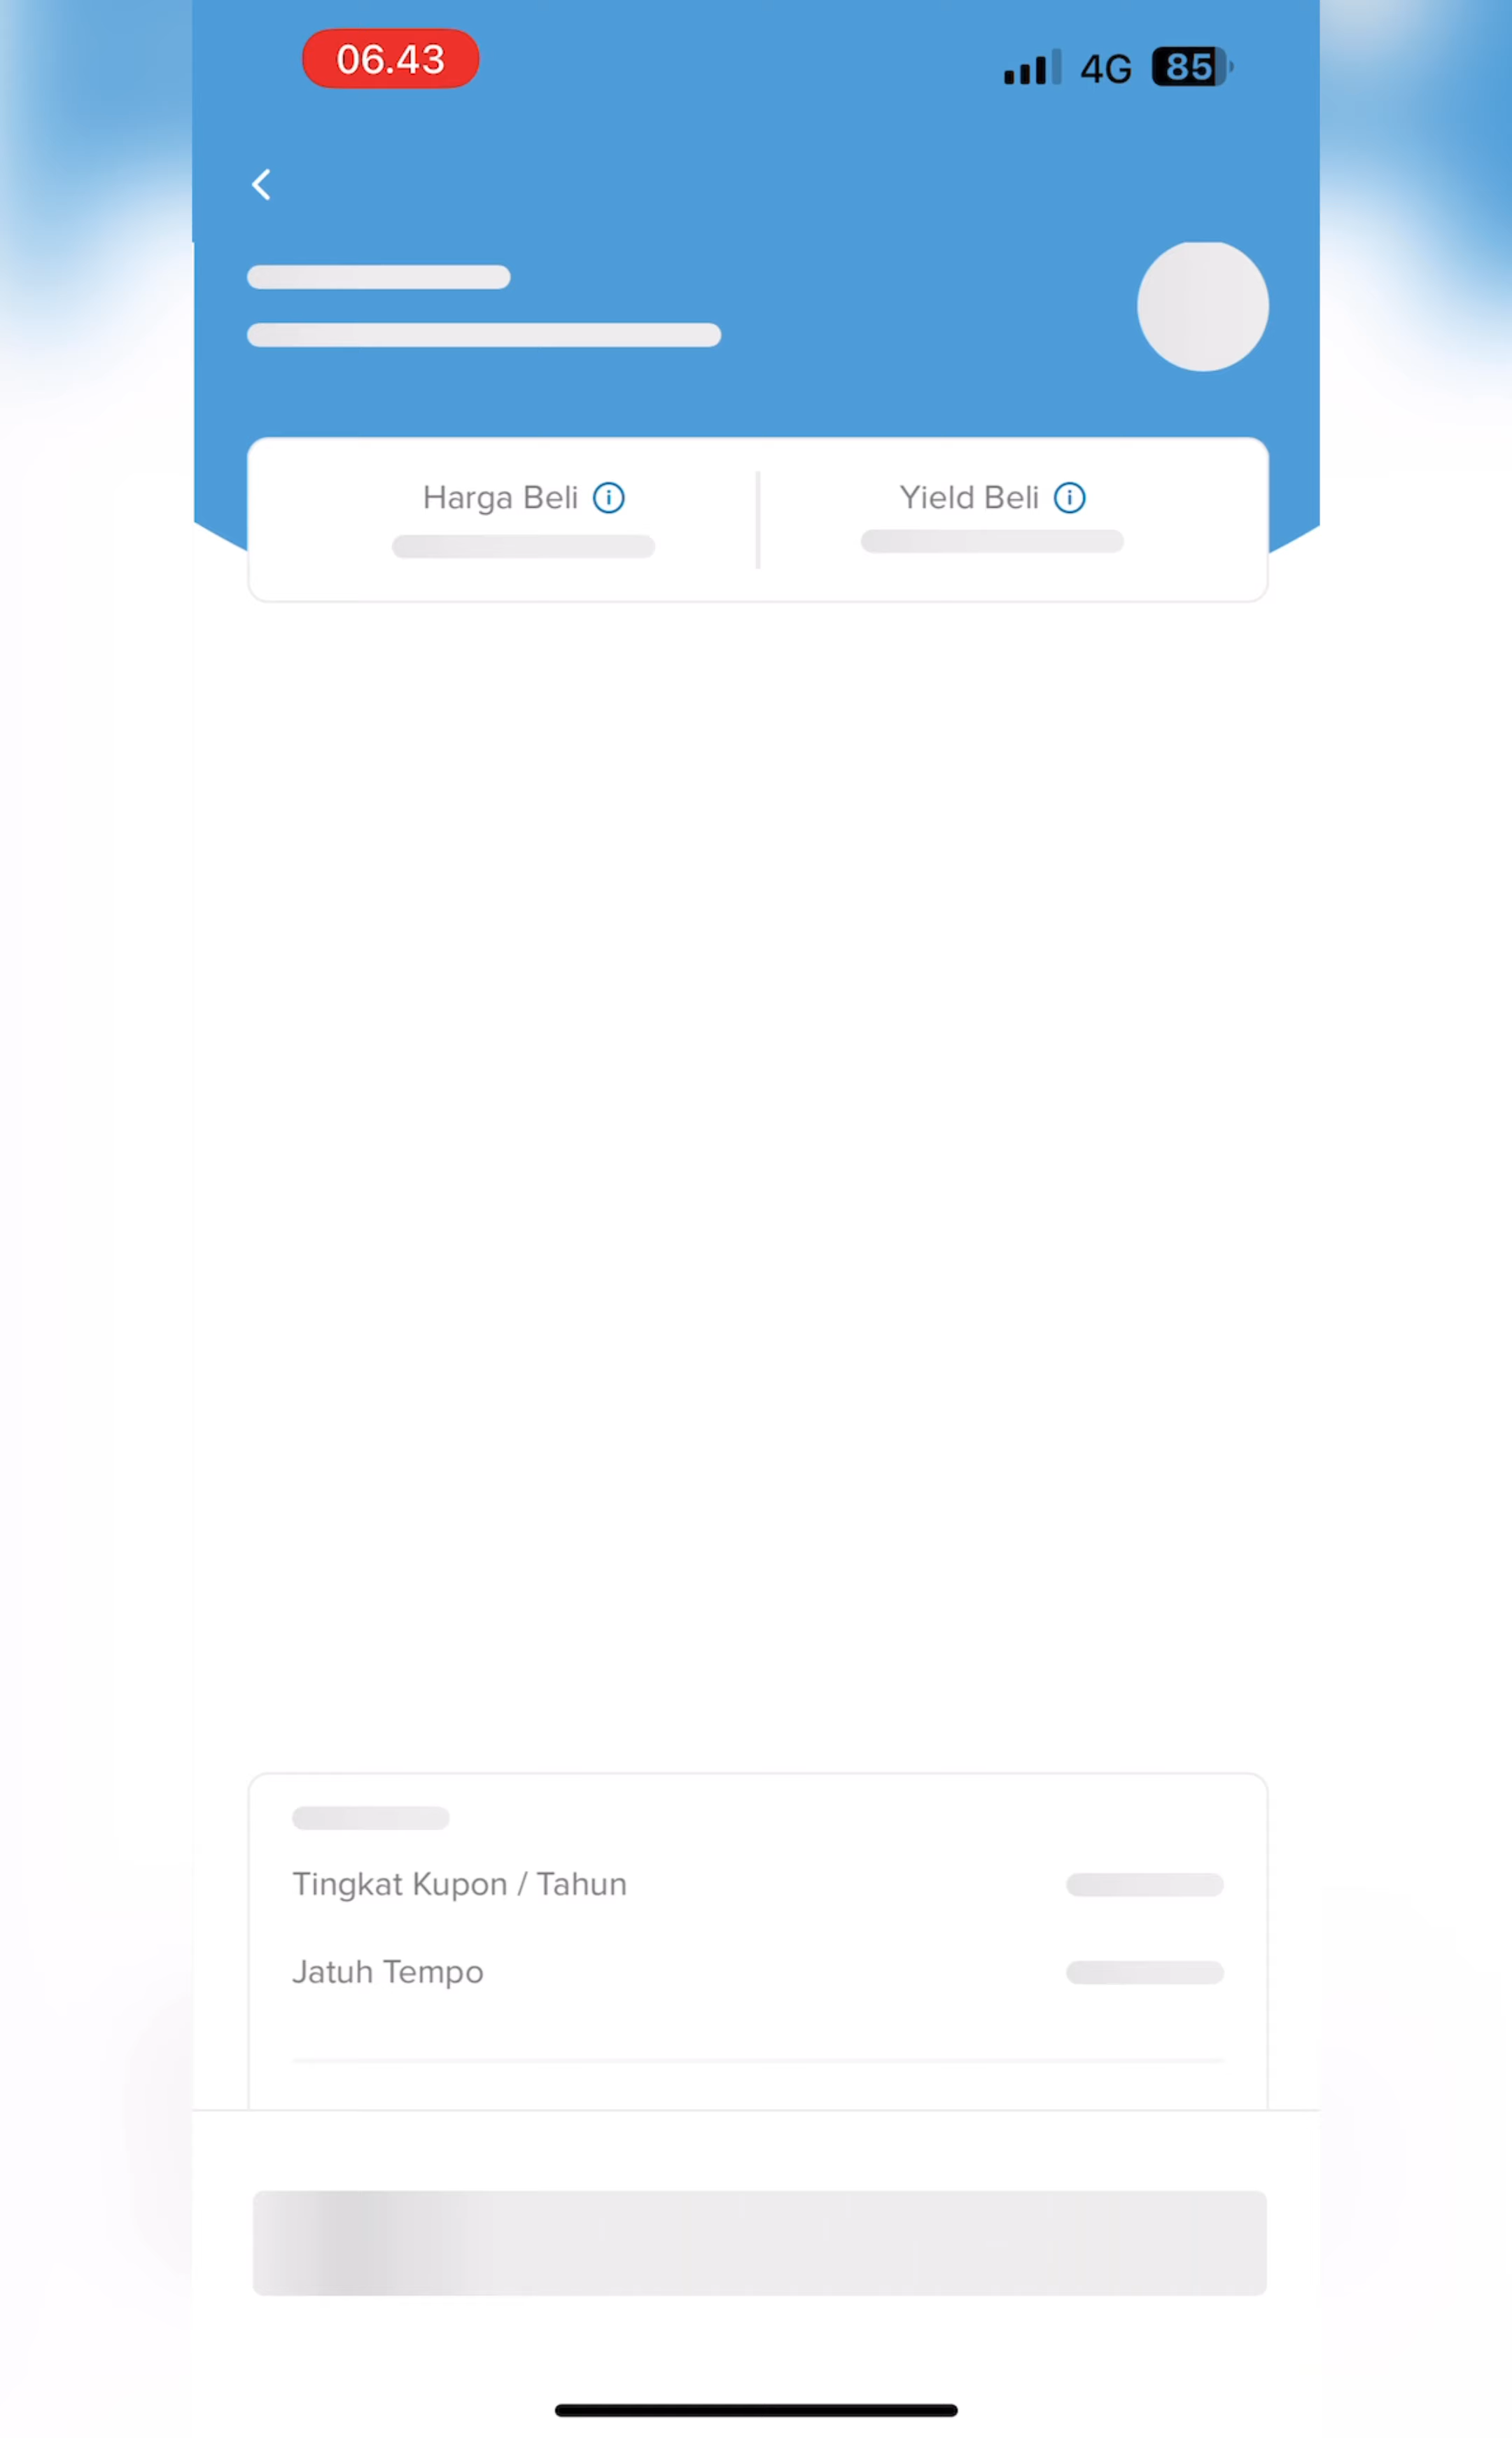 06.43
4G 85
Harga Beli
Yield Beli
Tingkat Kupon / Tahun
Jatuh Tempo